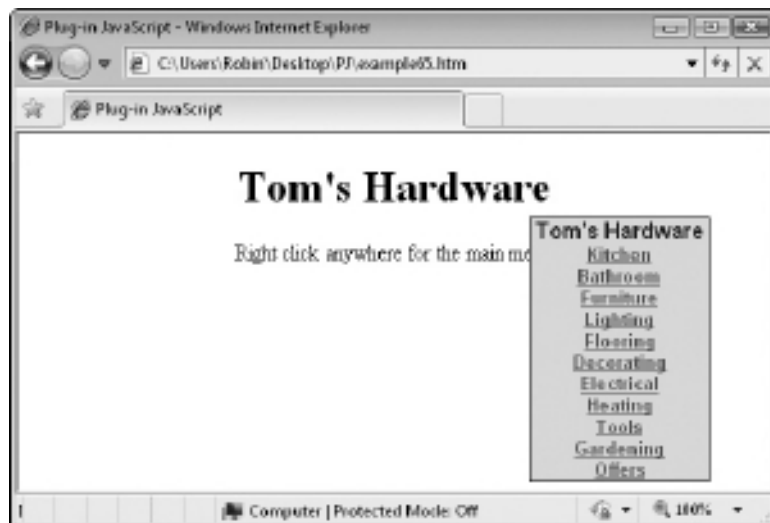 Plug-in JavaScript - Windows Internet Explorer
C:\Users\Robin\Desktop\PJ\example65.htm
Plug-in JavaScript
Tom's Hardware
Right click anywhere for the main me
Tom's Hardware
Kitchen
Bathroom
Furniture
Lighting
Flooring
Decorating
Electrical
Heating
Tools
Gardening
Offers
Computer | Protected Mode: Off
100%